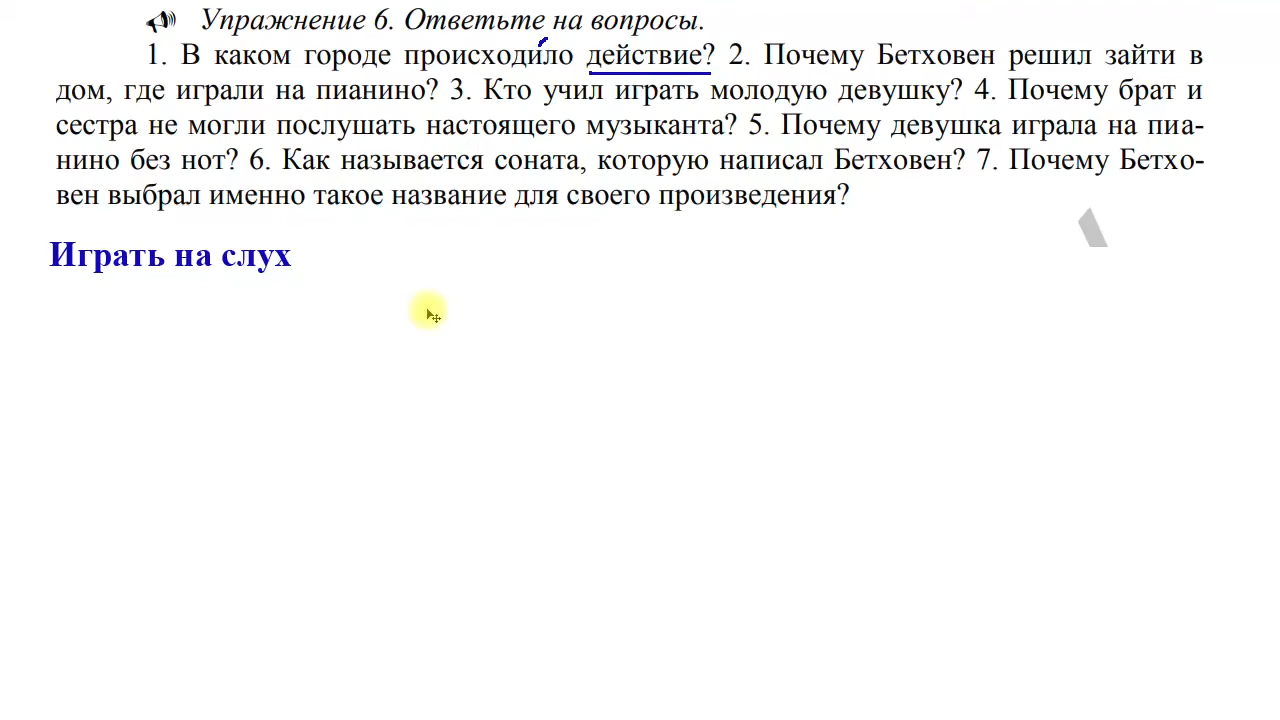 Упражнение 6. Ответьте на вопросы.
1. В каком городе происходило действие? 2. Почему Бетховен решил зайти в
дом, где играли на пианино? 3. Кто учил играть молодую девушку? 4. Почему брат и
сестра не могли послушать настоящего музыканта? 5. Почему девушка играла на пиа-
нино без нот? 6. Как называется соната, которую написал Бетховен? 7. Почему Бетхо-
вен выбрал именно такое название для своего произведения?
Играть на слух